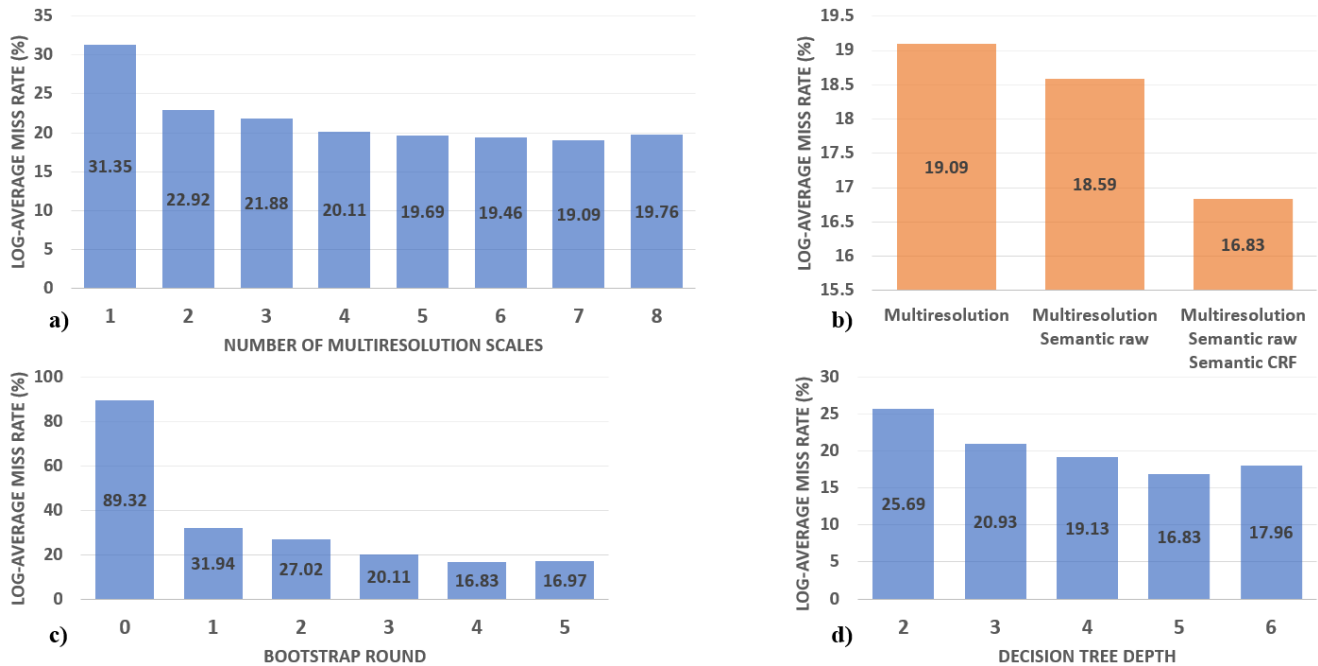 LOG-AVERAGE MISS RATE (%)
35
30
25
20
15
10
5
0
31.35
22.92
21.88
20.11
19.69
19.46
19.09
19.76
a)
1 2 3 4 5 6 7 8
NUMBER OF MULTIRESOLUTION SCALES
LOG-AVERAGE MISS RATE (%)
19.5
19
18.5
18
17.5
17
16.5
16
15.5
19.09
18.59
16.83
b)
Multiresolution
Multiresolution
Semantic raw
Multiresolution
Semantic raw
Semantic CRF
LOG-AVERAGE MISS RATE (%)
100
80
60
40
20
0
89.32
31.94
27.02
20.11
16.83
16.97
c)
0 1 2 3 4 5
BOOTSTRAP ROUND
LOG-AVERAGE MISS RATE (%)
30
25
20
15
10
5
0
25.69
20.93
19.13
16.83
17.96
d)
2 3 4 5 6
DECISION TREE DEPTH